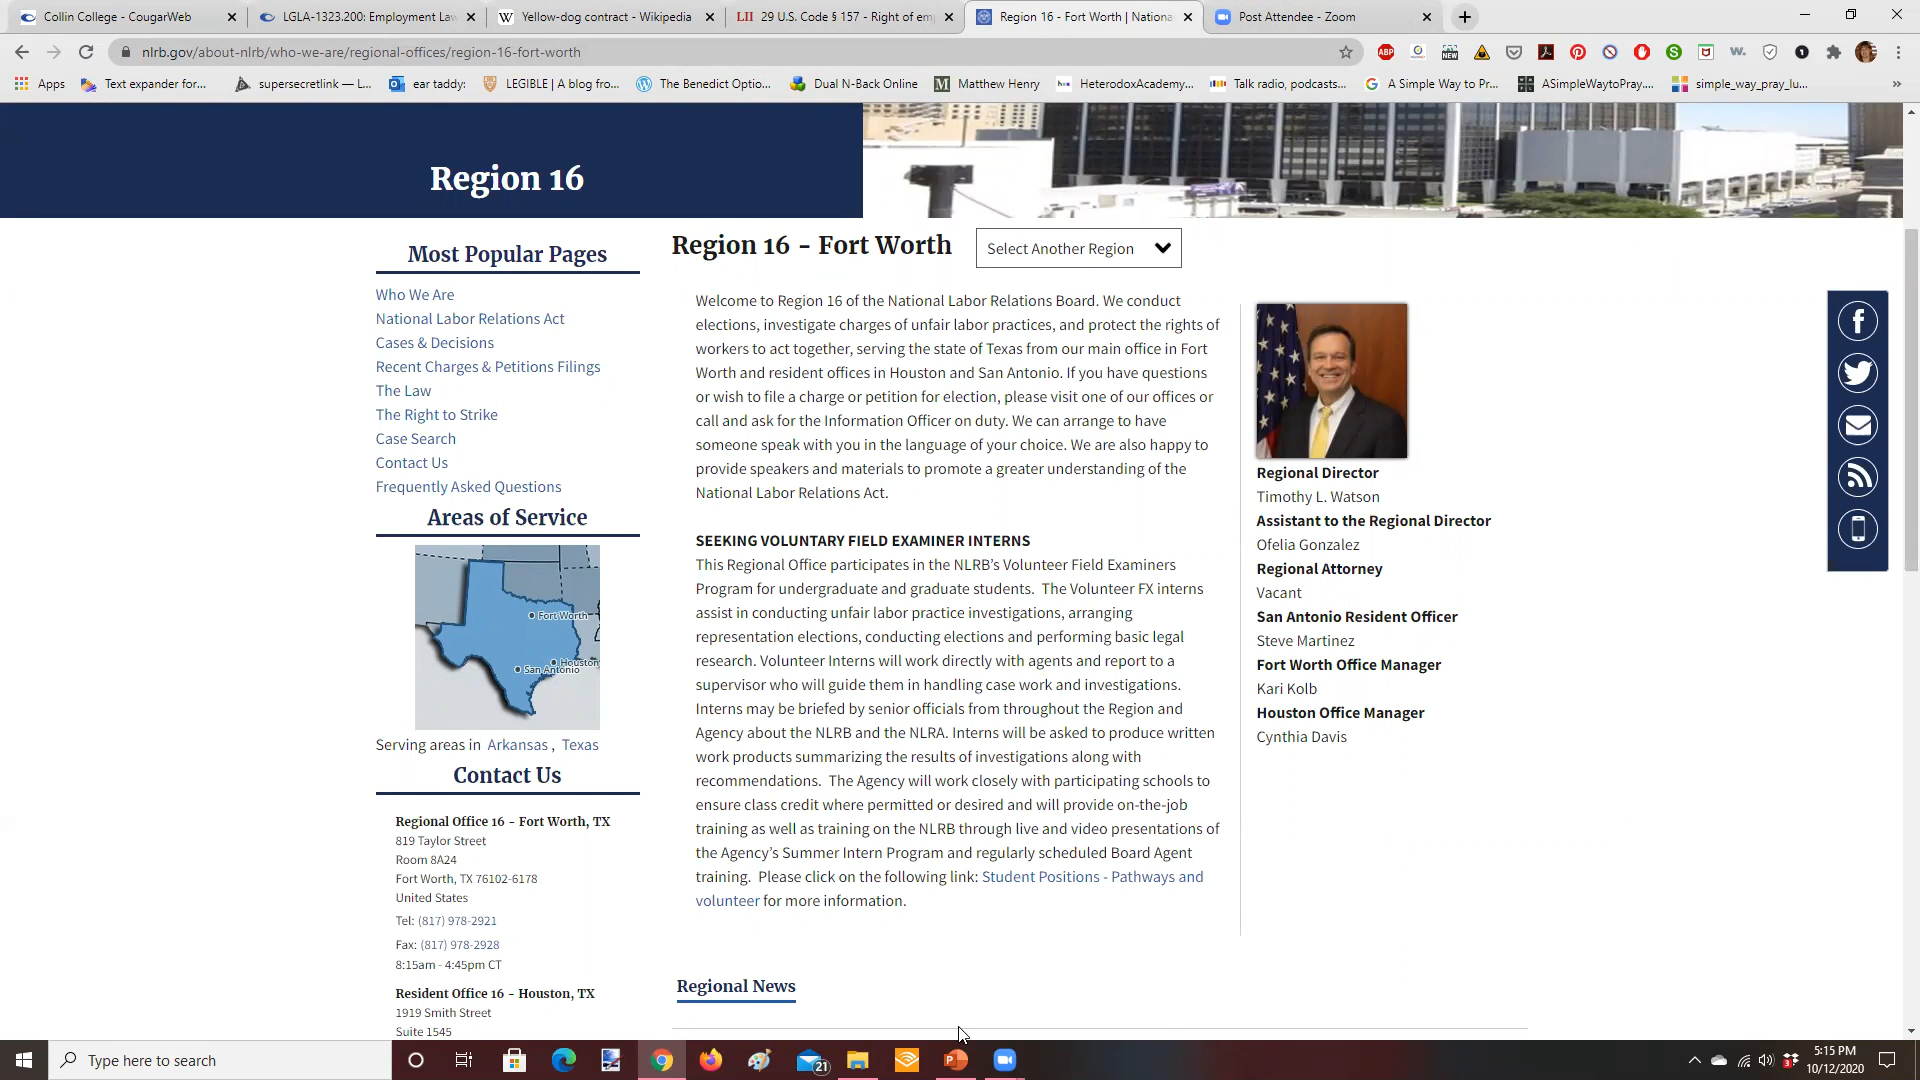 Collin College - CougarWeb
LGLA-1323.200: Employment Law
Yellow-dog contract - Wikipedia
LII 29 U.S. Code § 157 - Right of em
Region 16 - Fort Worth | Nationa
Post Attendee - Zoom
nlrb.gov/about-nlrb/who-we-are/regional-offices/region-16-fort-worth
ABP
NEW
Apps
Text expander for...
supersecretlink — L...
ear taddy:
LEGIBLE | A blog fro...
The Benedict Optio...
Dual N-Back Online
Matthew Henry
HeterodoxAcademy...
Talk radio, podcasts...
A Simple Way to Pr...
ASimpleWaytoPray....
simple_way_pray_lu...
Region 16
Most Popular Pages
Who We Are
National Labor Relations Act
Cases & Decisions
Recent Charges & Petitions Filings
The Law
The Right to Strike
Case Search
Contact Us
Frequently Asked Questions
Areas of Service
Fort Worth
Houston
San Antonio
Serving areas in Arkansas , Texas
Contact Us
Regional Office 16 - Fort Worth, TX
819 Taylor Street
Room 8A24
Fort Worth, TX 76102-6178
United States
Tel: (817) 978-2921
Fax: (817) 978-2928
8:15am - 4:45pm CT
Resident Office 16 - Houston, TX
1919 Smith Street
Suite 1545
Region 16 - Fort Worth
Select Another Region
Welcome to Region 16 of the National Labor Relations Board. We conduct
elections, investigate charges of unfair labor practices, and protect the rights of
workers to act together, serving the state of Texas from our main office in Fort
Worth and resident offices in Houston and San Antonio. If you have questions
or wish to file a charge or petition for election, please visit one of our offices or
call and ask for the Information Officer on duty. We can arrange to have
someone speak with you in the language of your choice. We are also happy to
provide speakers and materials to promote a greater understanding of the
National Labor Relations Act.
SEEKING VOLUNTARY FIELD EXAMINER INTERNS
This Regional Office participates in the NLRB's Volunteer Field Examiners
Program for undergraduate and graduate students. The Volunteer FX interns
assist in conducting unfair labor practice investigations, arranging
representation elections, conducting elections and performing basic legal
research. Volunteer Interns will work directly with agents and report to a
supervisor who will guide them in handling case work and investigations.
Interns may be briefed by senior officials from throughout the Region and
Agency about the NLRB and the NLRA. Interns will be asked to produce written
work products summarizing the results of investigations along with
recommendations. The Agency will work closely with participating schools to
ensure class credit where permitted or desired and will provide on-the-job
training as well as training on the NLRB through live and video presentations of
the Agency's Summer Intern Program and regularly scheduled Board Agent
training. Please click on the following link: Student Positions - Pathways and
volunteer for more information.
Regional News
Regional Director
Timothy L. Watson
Assistant to the Regional Director
Ofelia Gonzalez
Regional Attorney
Vacant
San Antonio Resident Officer
Steve Martinez
Fort Worth Office Manager
Kari Kolb
Houston Office Manager
Cynthia Davis
Type here to search
21
5:15 PM
10/12/2020